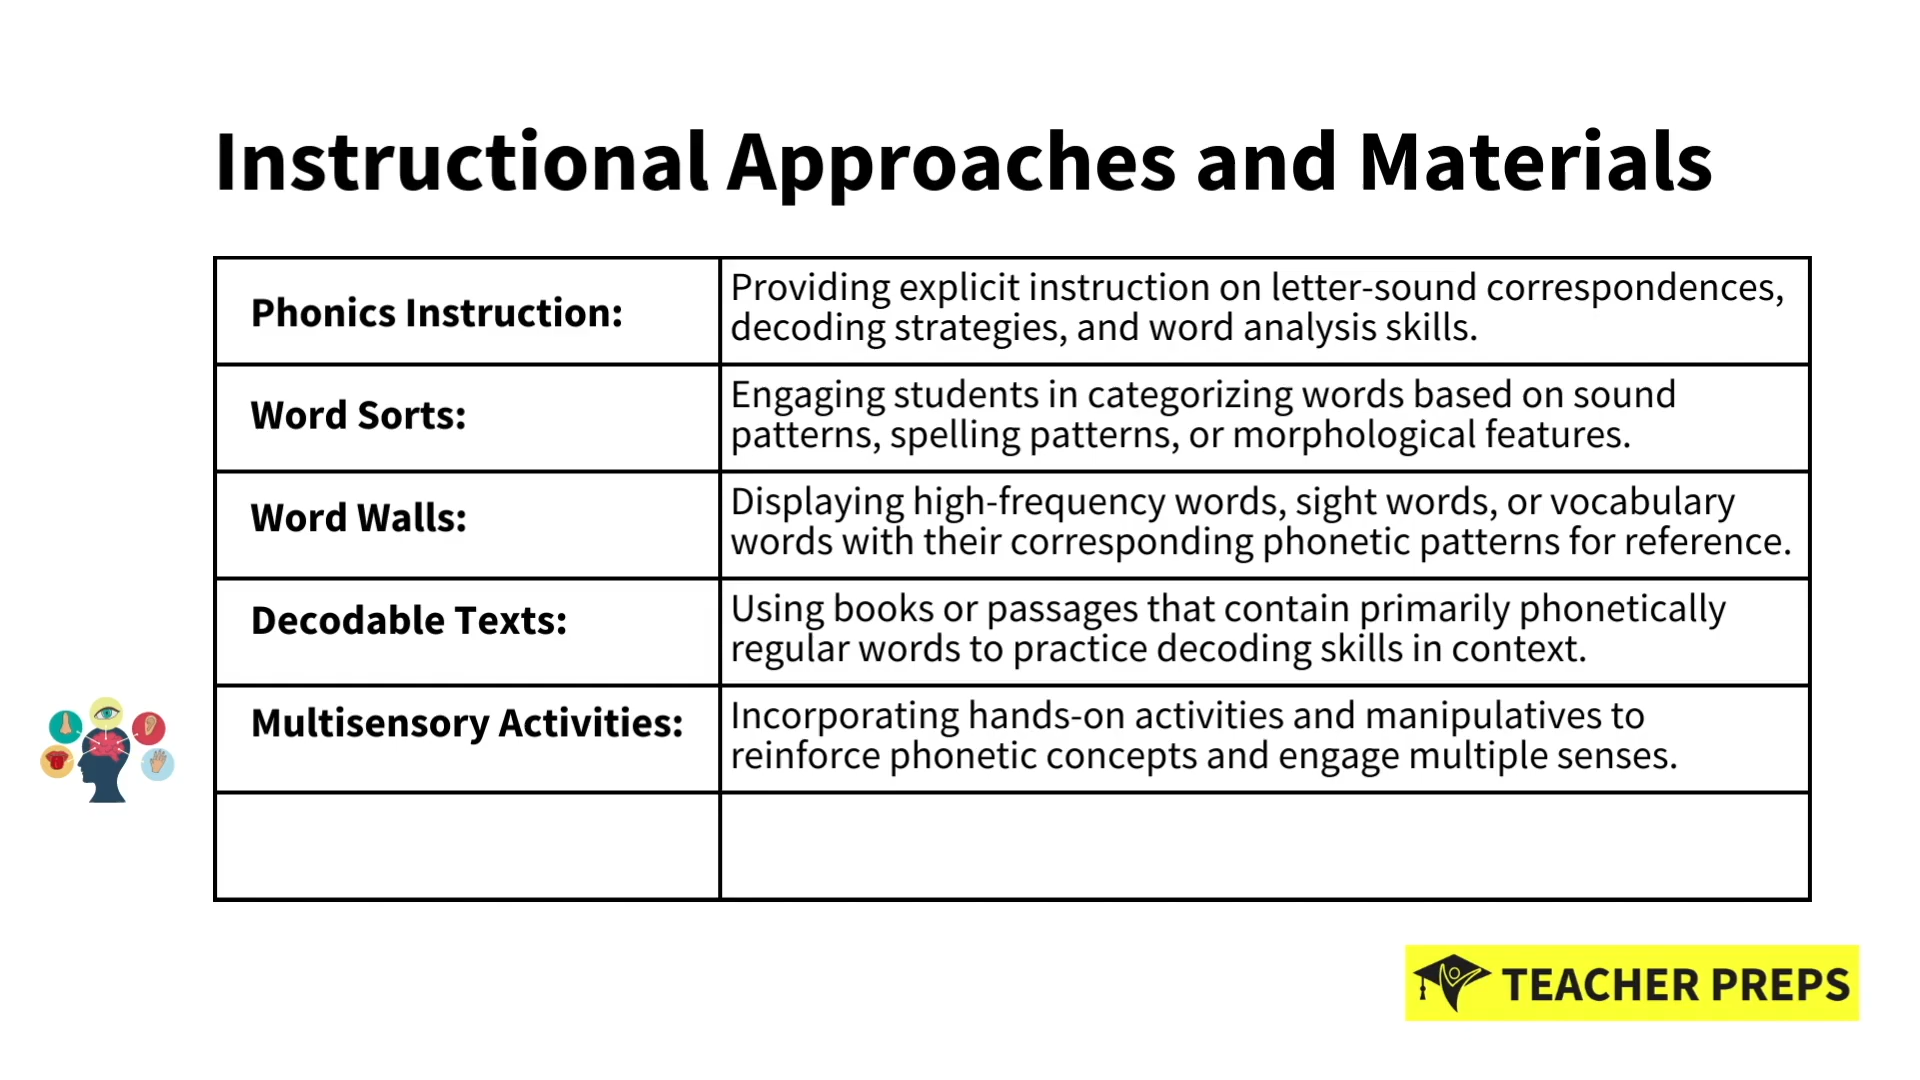 Instructional Approaches and Materials
Phonics Instruction:
Providing explicit instruction on letter-sound correspondences,
decoding strategies, and word analysis skills.
Word Sorts:
Engaging students in categorizing words based on sound
patterns, spelling patterns, or morphological features.
Word Walls:
Displaying high-frequency words, sight words, or vocabulary
words with their corresponding phonetic patterns for reference.
Decodable Texts:
Using books or passages that contain primarily phonetically
regular words to practice decoding skills in context.
Multisensory Activities:
Incorporating hands-on activities and manipulatives to
reinforce phonetic concepts and engage multiple senses.
TEACHER PREPS